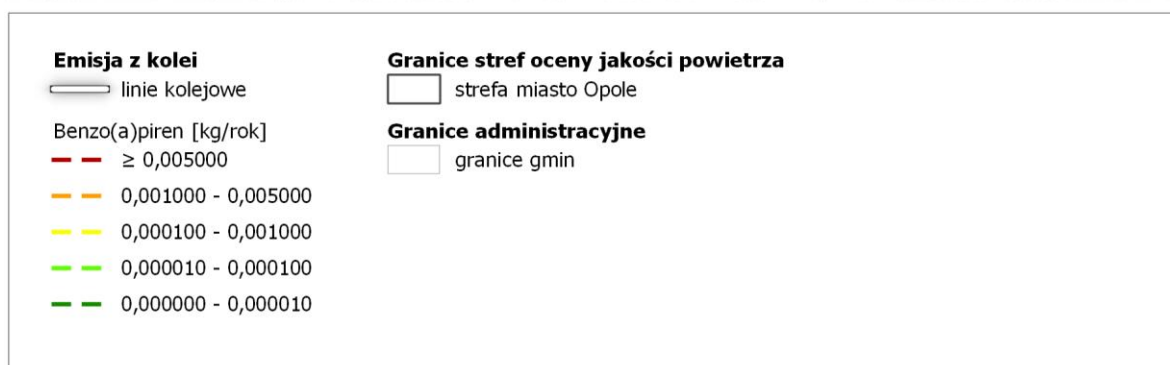 Emisja z kolei
linie kolejowe
Benzo(a)piren [kg/rok]
≥ 0,005000
0,001000 - 0,005000
0,000100 - 0,001000
0,000010 - 0,000100
0,000000 - 0,000010
Granice stref oceny jakości powietrza
strefa miasto Opole
Granice administracyjne
granice gmin